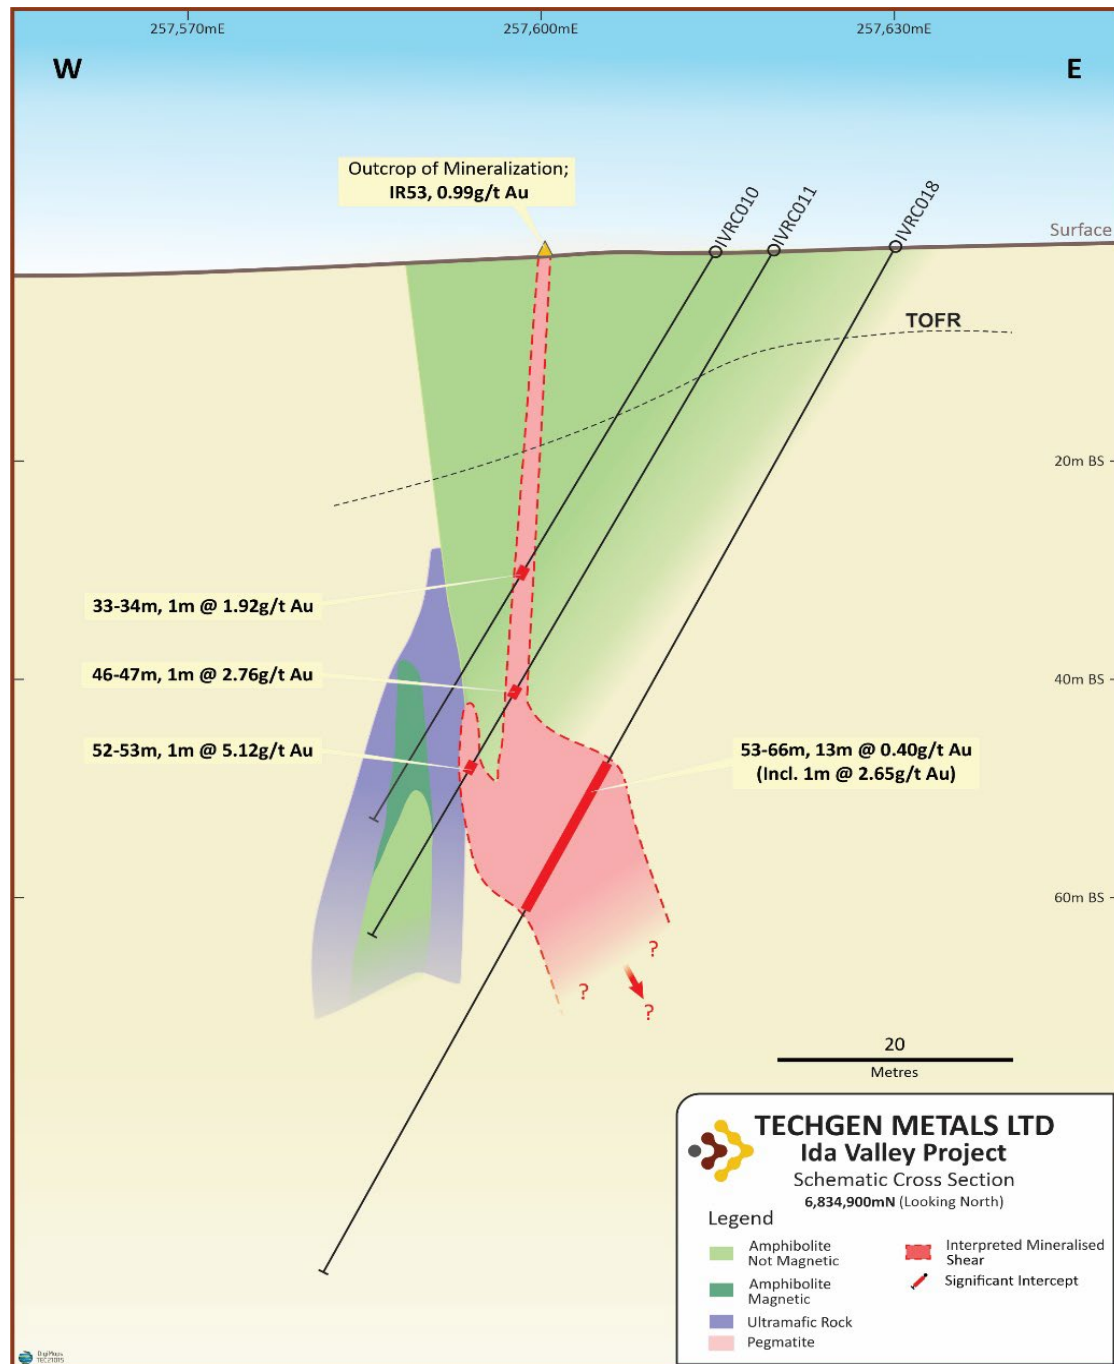 257,570mE
257,600mE
257,630mE
W
E
Outcrop of Mineralization;
IR53, 0.99g/t Au
IVRC010
IVRC011
IVRC018
Surface
TOFR
20m BS
33-34m, 1m @ 1.92g/t Au
46-47m, 1m @ 2.76g/t Au
40m BS
52-53m, 1m @ 5.12g/t Au
53-66m, 13m @ 0.40g/t Au
(Incl. 1m @ 2.65g/t Au)
60m BS
?
?
?
20
Metres
TECHGEN METALS LTD
Ida Valley Project
Schematic Cross Section
6,834,900mN (Looking North)
Legend
Amphibolite
Not Magnetic
Amphibolite
Magnetic
Ultramafic Rock
Pegmatite
Interpreted Mineralised
Shear
Significant Intercept
DigiMaps